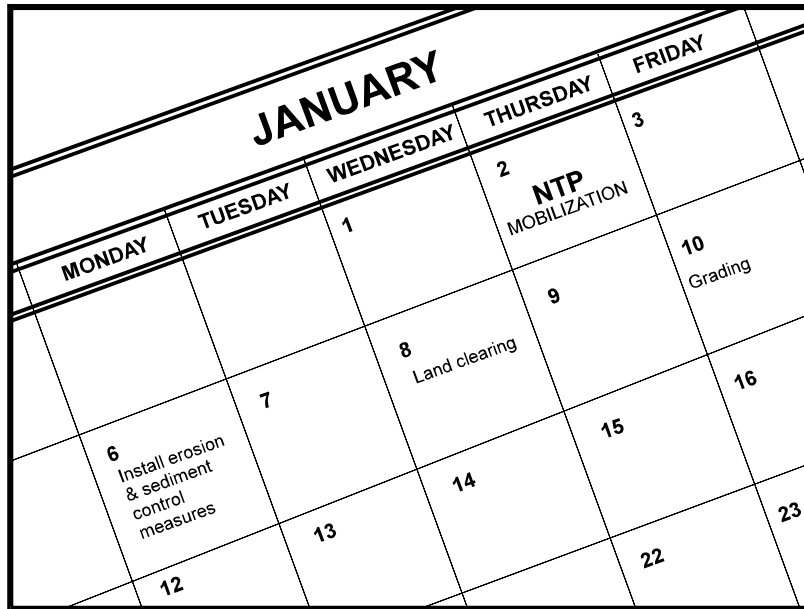 JANUARY
MONDAY
TUESDAY
WEDNESDAY
THURSDAY
FRIDAY
1
2
NTP
MOBILIZATION
3
6
Install erosion
& sediment
control
measures
7
8
Land clearing
9
10
Grading
12
13
14
15
16
22
23